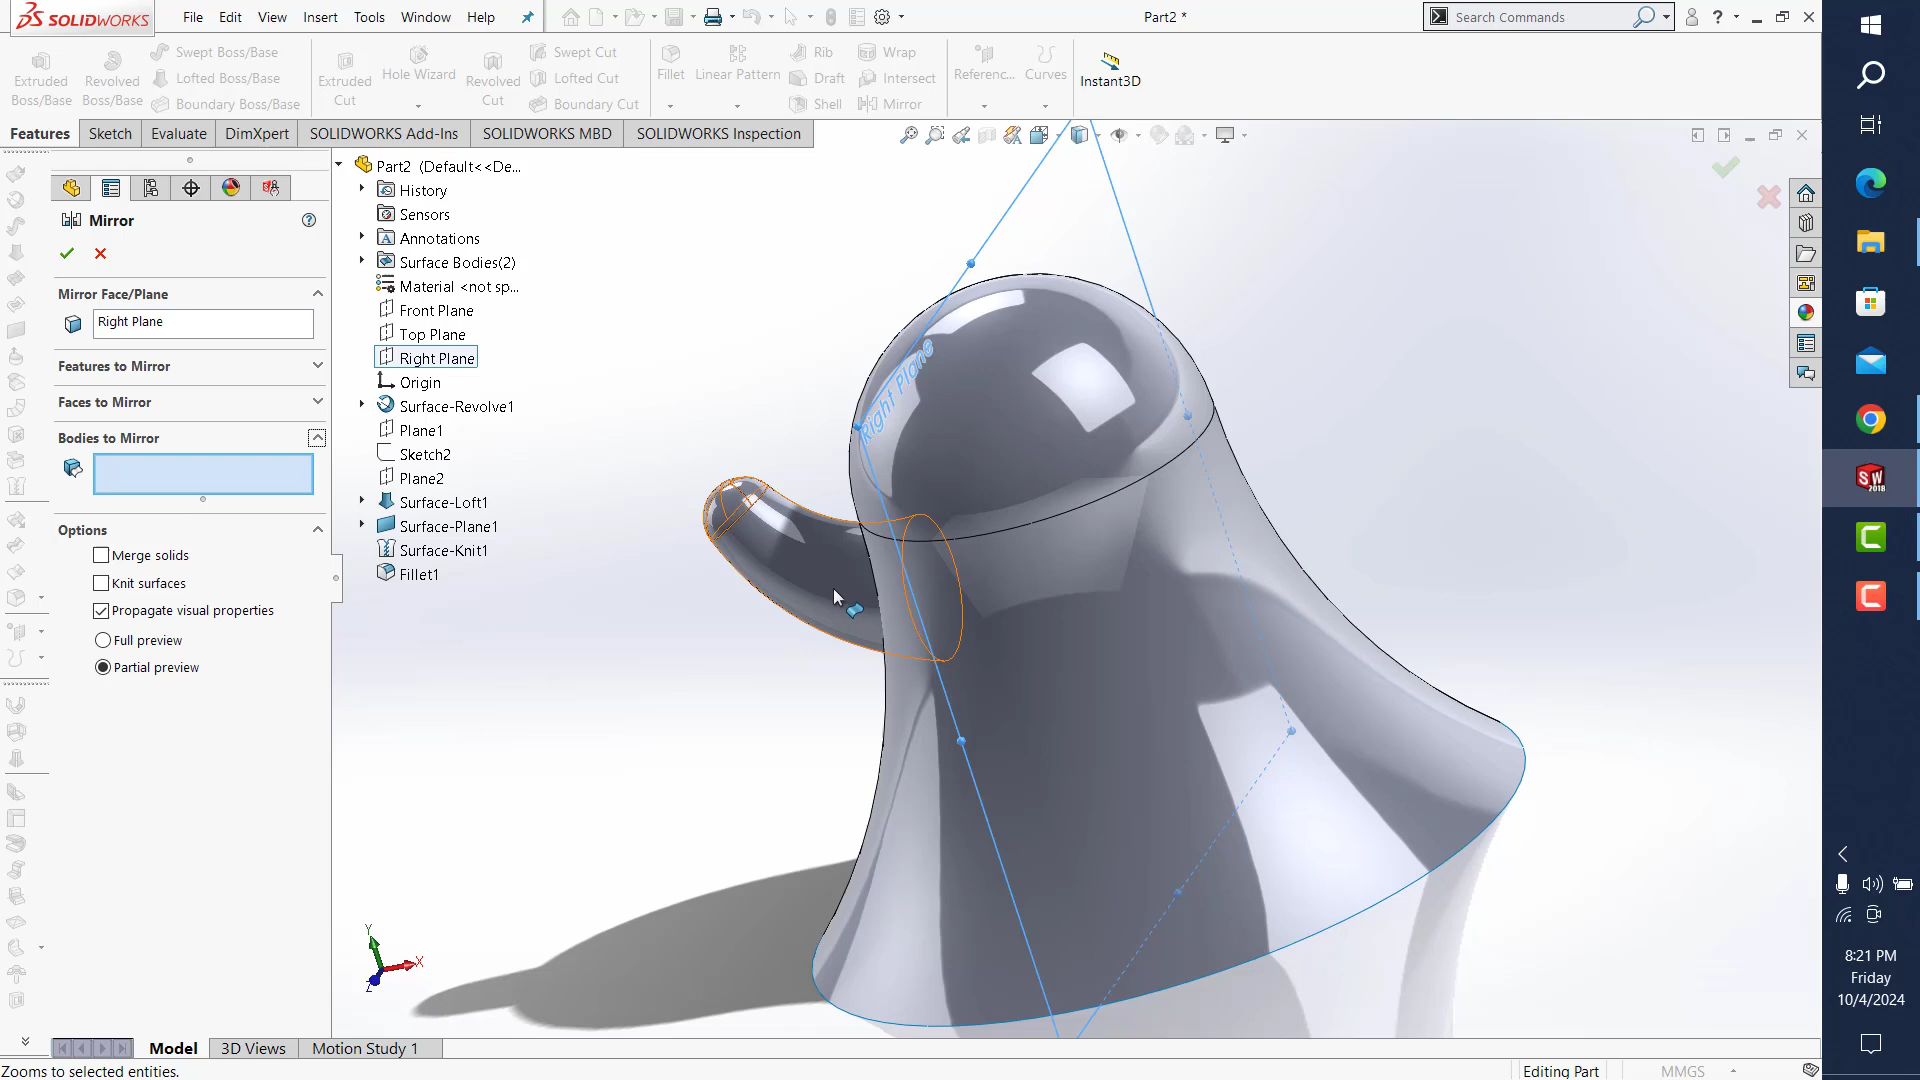 SOLIDWORKS
File Edit View Insert Tools Window Help
Part2 *
Search Commands
Extruded Boss/Base
Revolved Boss/Base
Swept Boss/Base
Lofted Boss/Base
Boundary Boss/Base
Extruded Cut
Hole Wizard
Revolved Cut
Swept Cut
Lofted Cut
Boundary Cut
Fillet
Linear Pattern
Rib
Draft
Shell
Wrap
Intersect
Mirror
Referenc...
Curves
Instant3D
Features Sketch Evaluate DimXpert SOLIDWORKS Add-Ins SOLIDWORKS MBD SOLIDWORKS Inspection
Mirror
Mirror Face/Plane
Right Plane
Features to Mirror
Faces to Mirror
Bodies to Mirror
Options
Merge solids
Knit surfaces
Propagate visual properties
Full preview
Partial preview
Part2 (Default<<De...
History
Sensors
Annotations
Surface Bodies(2)
Material <not sp...
Front Plane
Top Plane
Right Plane
Origin
Surface-Revolve1
Plane1
Sketch2
Plane2
Surface-Loft1
Surface-Plane1
Surface-Knit1
Fillet1
Right Plane
Y
X
Z
SW
2018
C
C
8:21 PM
Friday
10/4/2024
Model 3D Views Motion Study 1
Zooms to selected entities.
Editing Part
MMGS